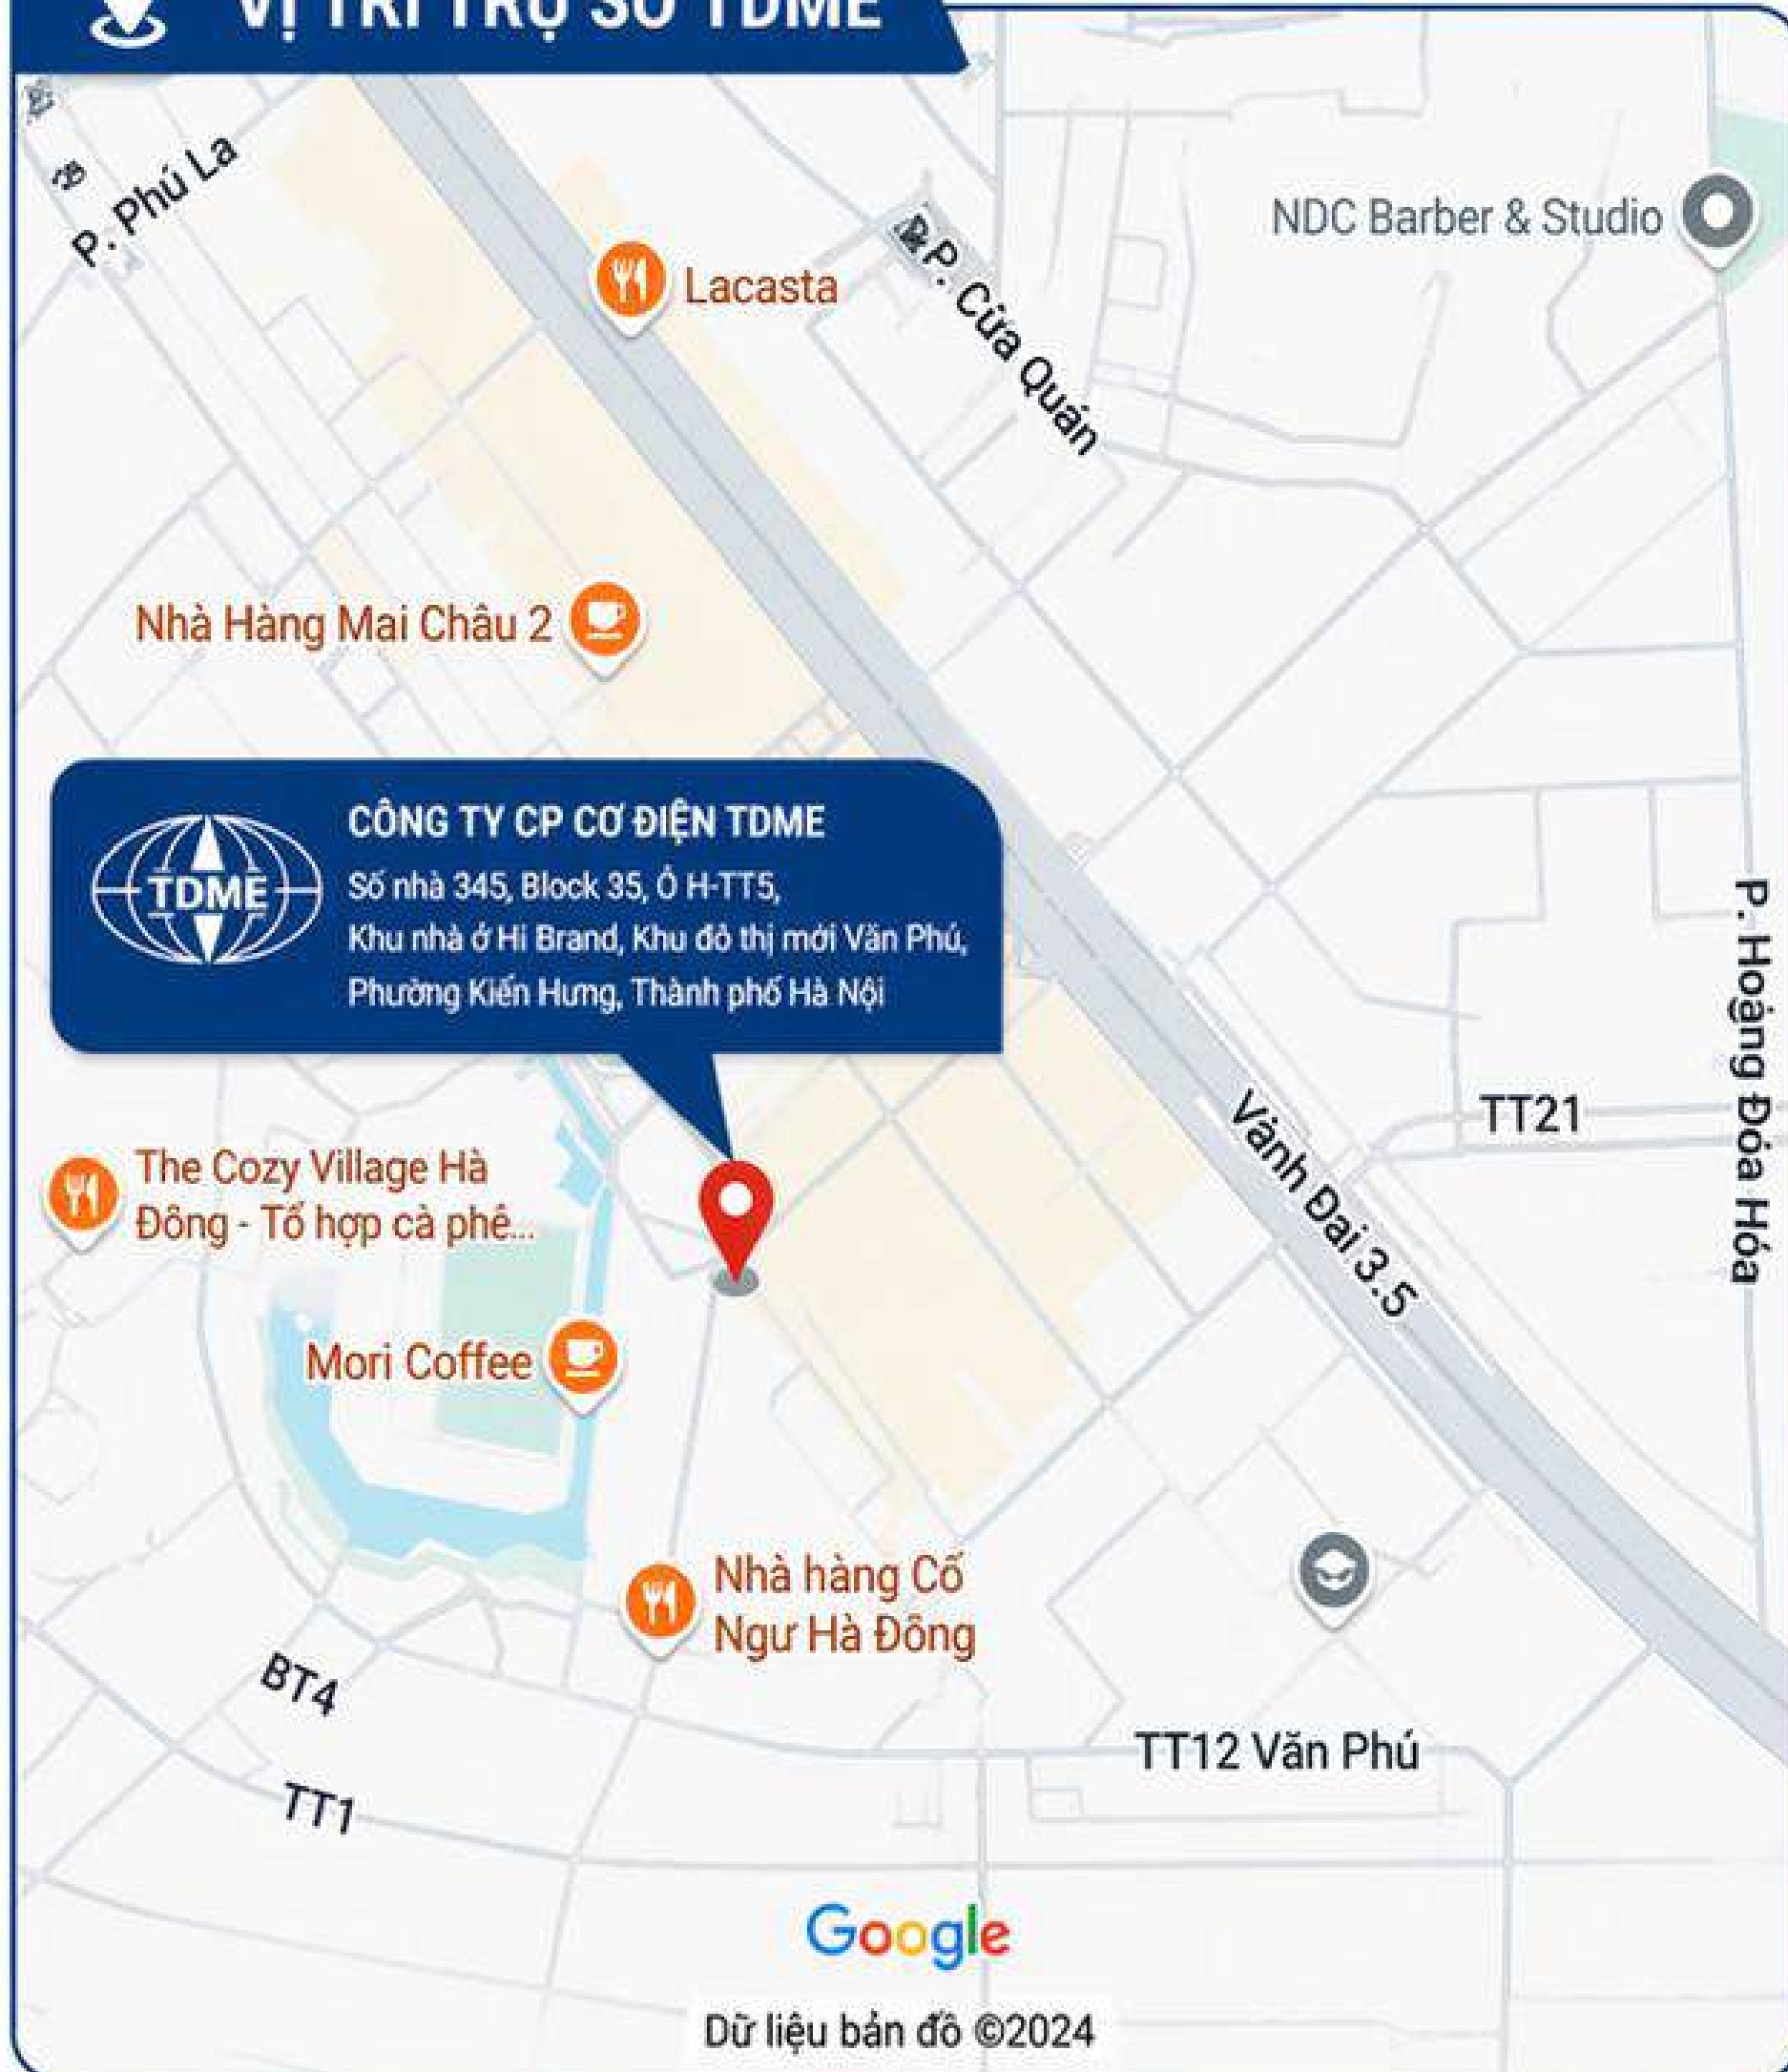 VỊ TRÍ TRỤ SỞ TDME
P. Phú La
NDC Barber & Studio
Lacasta
P. Cửa Quán
Nhà Hàng Mai Châu 2
CÔNG TY CP CƠ ĐIỆN TDME
TDME
Số nhà 345, Block 35, Ô H-TT5,
Khu nhà ở Hi Brand, Khu đô thị mới Văn Phú,
Phường Kiến Hưng, Thành phố Hà Nội
P. Hoàng Đóa Hóa
TT21
Vành Đai 3.5
The Cozy Village Hà
Đông - Tổ hợp cà phê...
Mori Coffee
Nhà hàng Cố
Ngư Hà Đông
BT4
TT12 Văn Phú
TT1
Google
Dữ liệu bản đồ ©2024